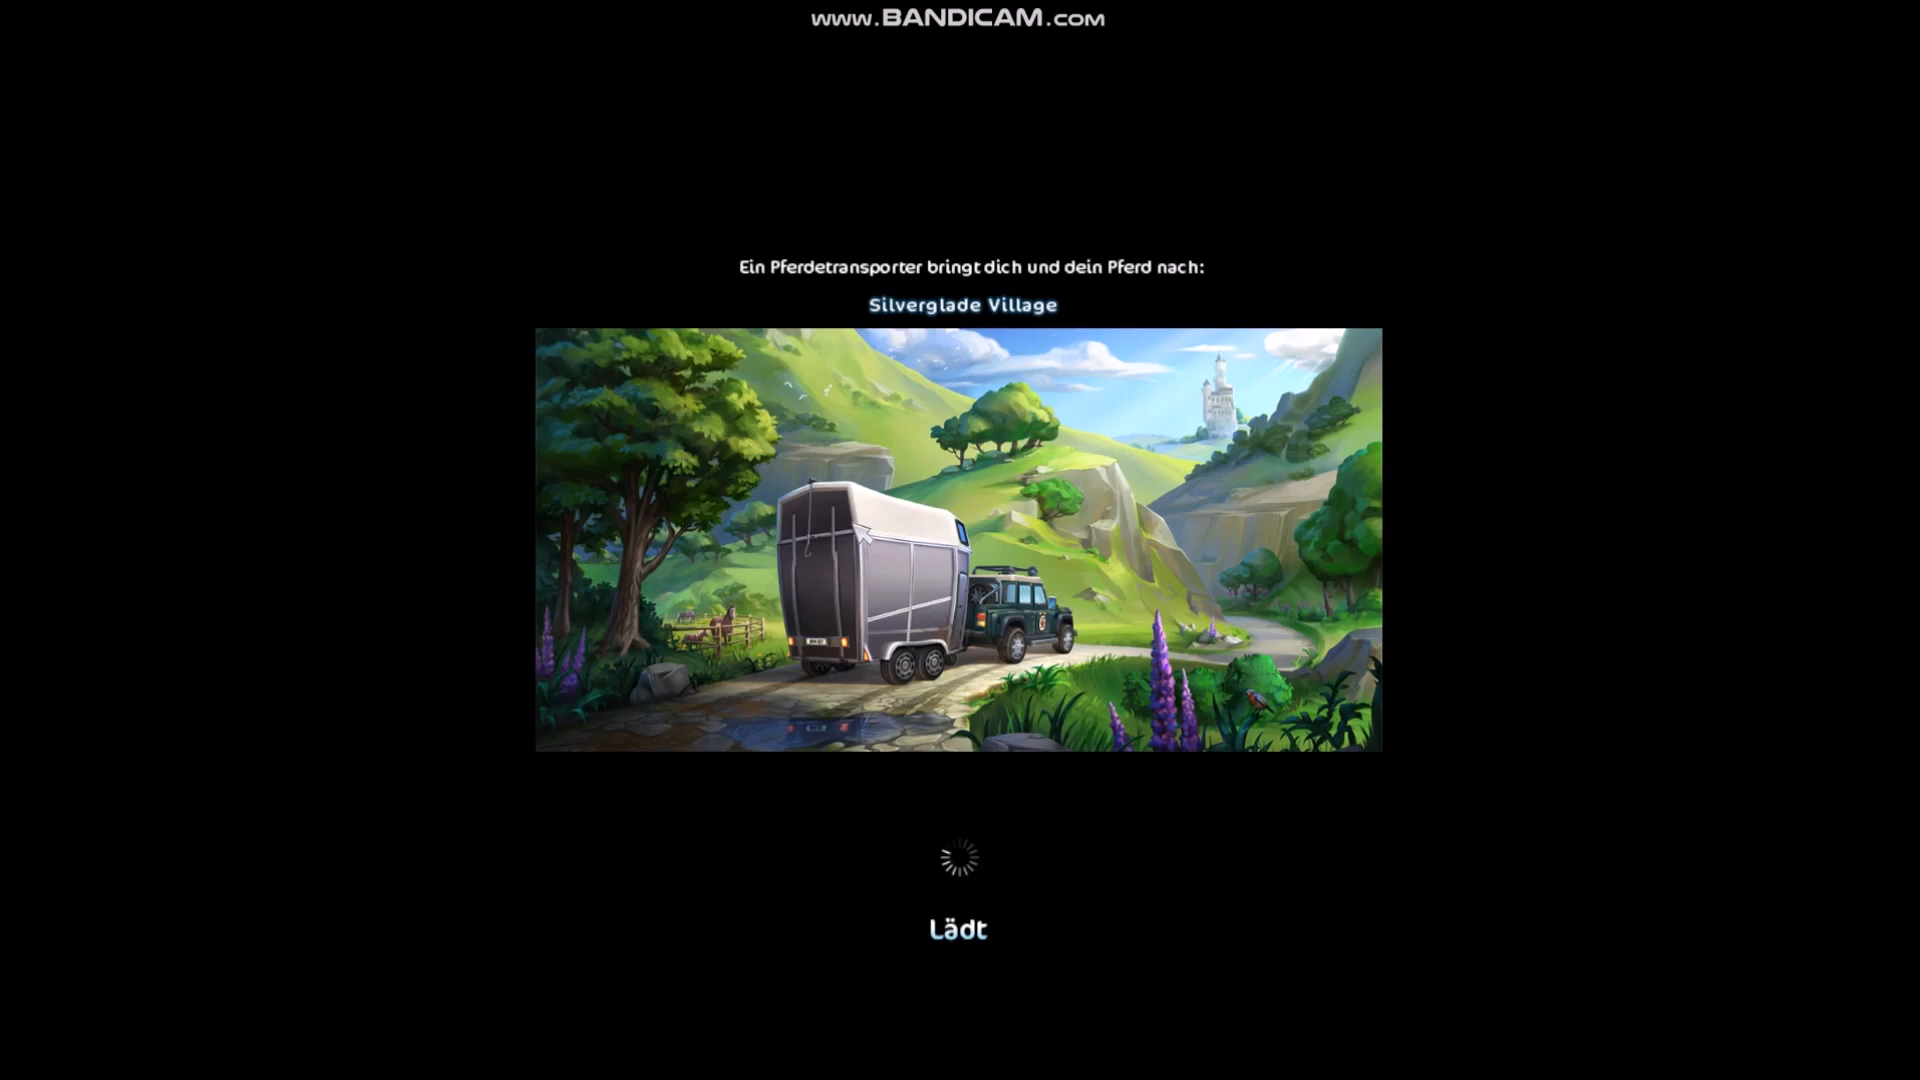 www.BANDICAM.com
Ein Pferdetransporter bringt dich und dein Pferd nach:
Silverglade Village
Lädt